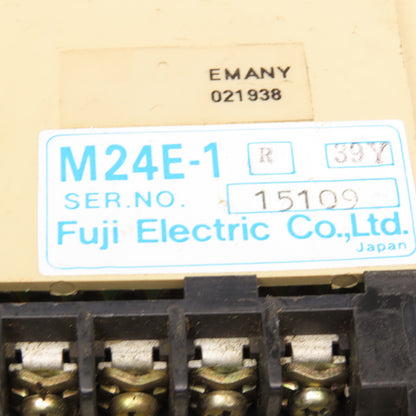 EMANY
021938
M24E-1 R 39Y
SER.NO. 15109
Fuji Electric Co.,Ltd.
Japan